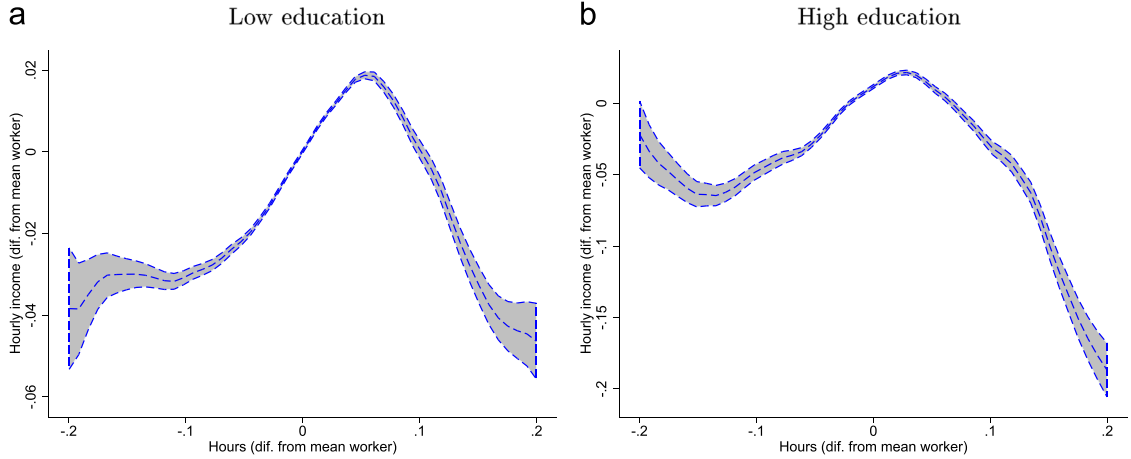 a
Low education
.02
0
-.02
-.04
-.06
Hourly income (dif. from mean worker)
-.2
-.1
0
.1
.2
Hours (dif. from mean worker)
b
High education
0
-.05
-.1
-.15
-.2
Hourly income (dif. from mean worker)
-.2
-.1
0
.1
.2
Hours (dif. from mean worker)